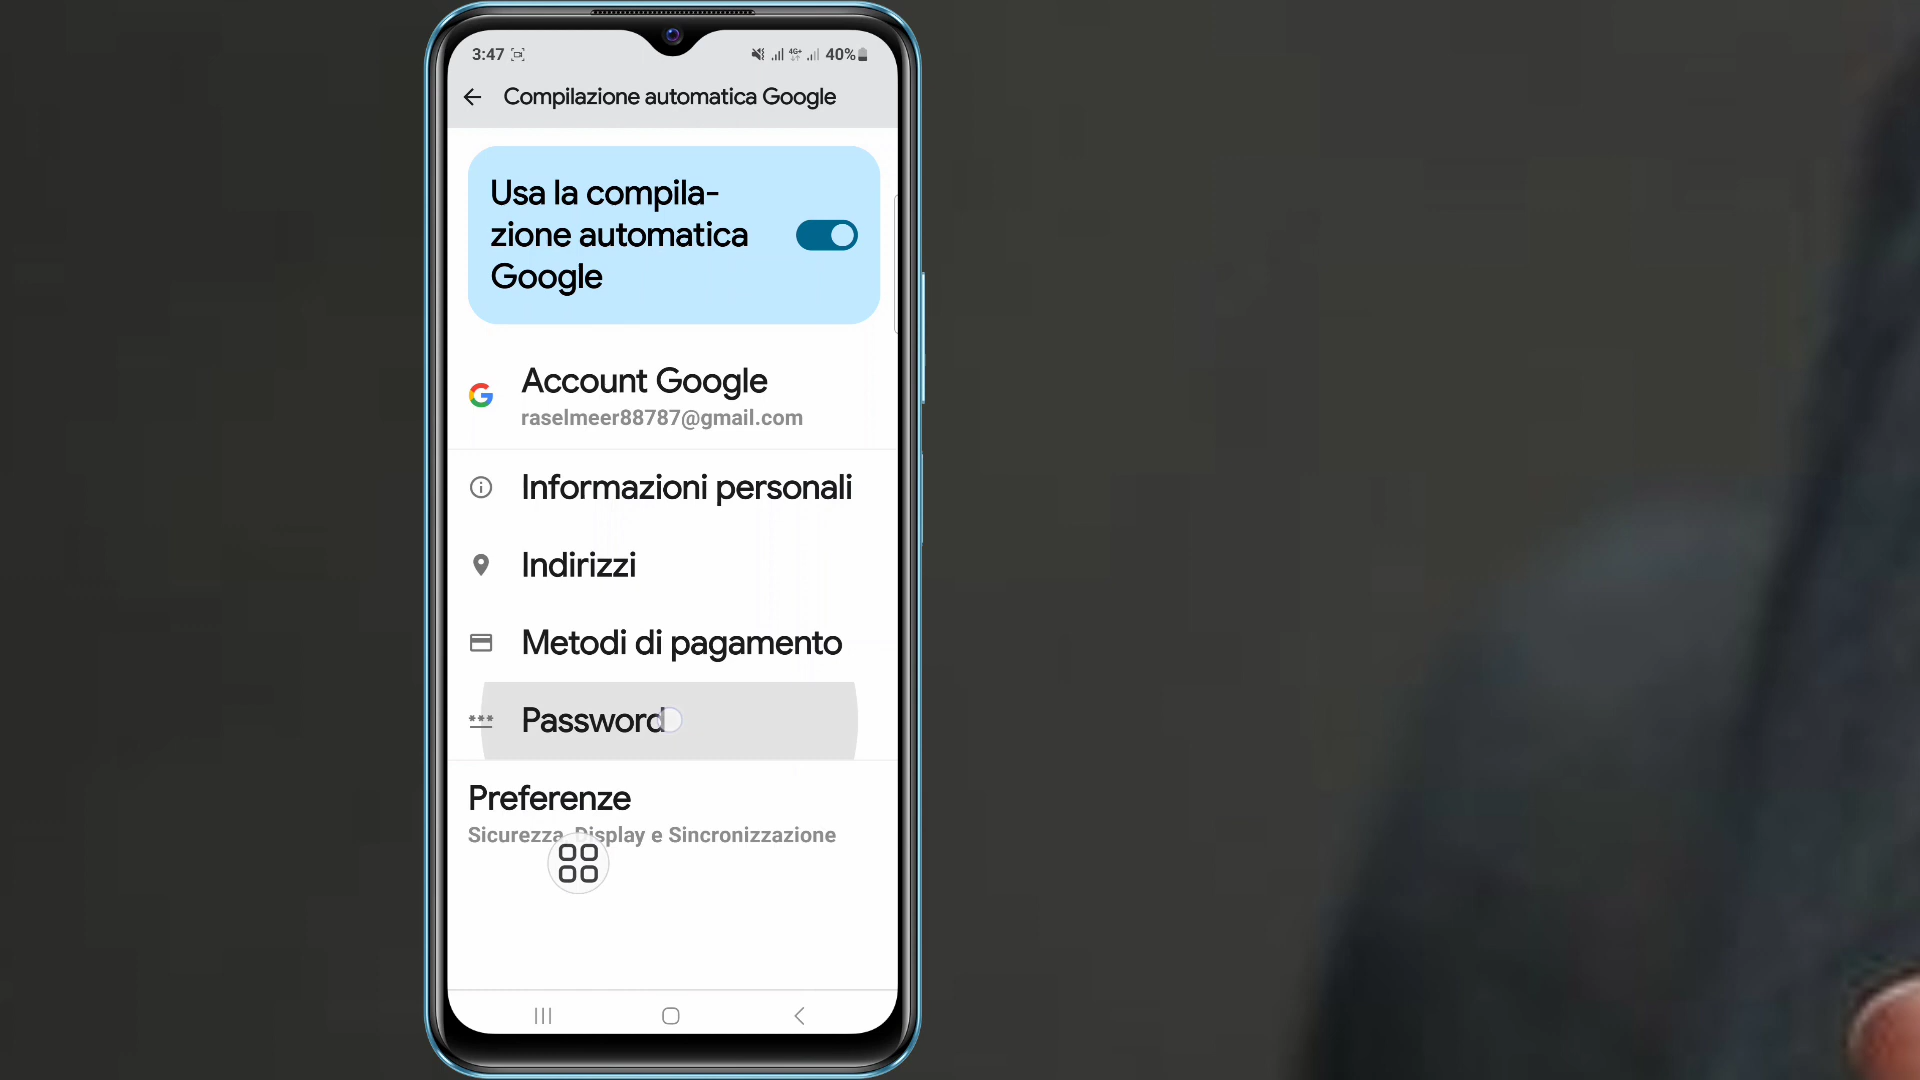 3:47
4G+
40%
Compilazione automatica Google
Usa la compila-
zione automatica
Google
Account Google
raselmeer88787@gmail.com
Informazioni personali
Indirizzi
Metodi di pagamento
Password
Preferenze
Sicurezza, Display e Sincronizzazione